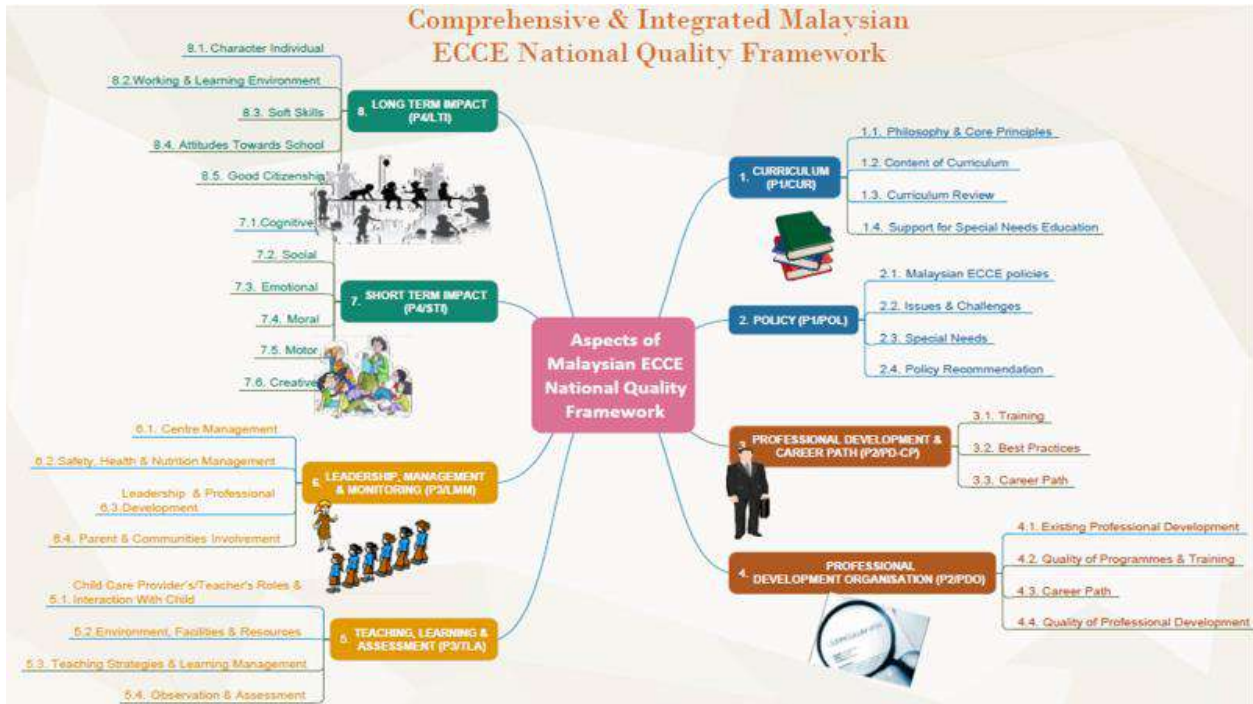 Comprehensive & Integrated Malaysian
ECCE National Quality Framework
Aspects of
Malaysian ECCE
National Quality
Framework
1. CURRICULUM
(P1/CUR)
1.1. Philosophy & Core Principles
1.2. Content of Curriculum
1.3. Curriculum Review
1.4. Support for Special Needs Education
2. POLICY (P1/POL)
2.1. Malaysian ECCE policies
2.2. Issues & Challenges
2.3. Special Needs
2.4. Policy Recommendation
3. PROFESSIONAL DEVELOPMENT &
CAREER PATH (P2/PD-CP)
3.1. Training
3.2. Best Practices
3.3. Career Path
4. PROFESSIONAL
DEVELOPMENT ORGANISATION (P2/PDO)
4.1. Existing Professional Development
4.2. Quality of Programmes & Training
4.3. Career Path
4.4. Quality of Professional Development
5. TEACHING, LEARNING &
ASSESSMENT (P3/TLA)
Child Care Provider's/Teacher's Roles &
5.1. Interaction With Child
5.2.Environment, Facilities & Resources
5.3. Teaching Strategies & Learning Management
5.4. Observation & Assessment
6. LEADERSHIP, MANAGEMENT
& MONITORING (P3/LMM)
6.1. Centre Management
6.2.Safety, Health & Nutrition Management
Leadership & Professional
6.3.Development
6.4. Parent & Communities Involvement
7. SHORT TERM IMPACT
(P4/STI)
7.1.Cognitive
7.2. Social
7.3. Emotional
7.4. Moral
7.5. Motor
7.6. Creative
8. LONG TERM IMPACT
(P4/LTI)
8.1. Character Individual
8.2.Working & Learning Environment
8.3. Soft Skills
8.4. Attitudes Towards School
8.5. Good Citizenship